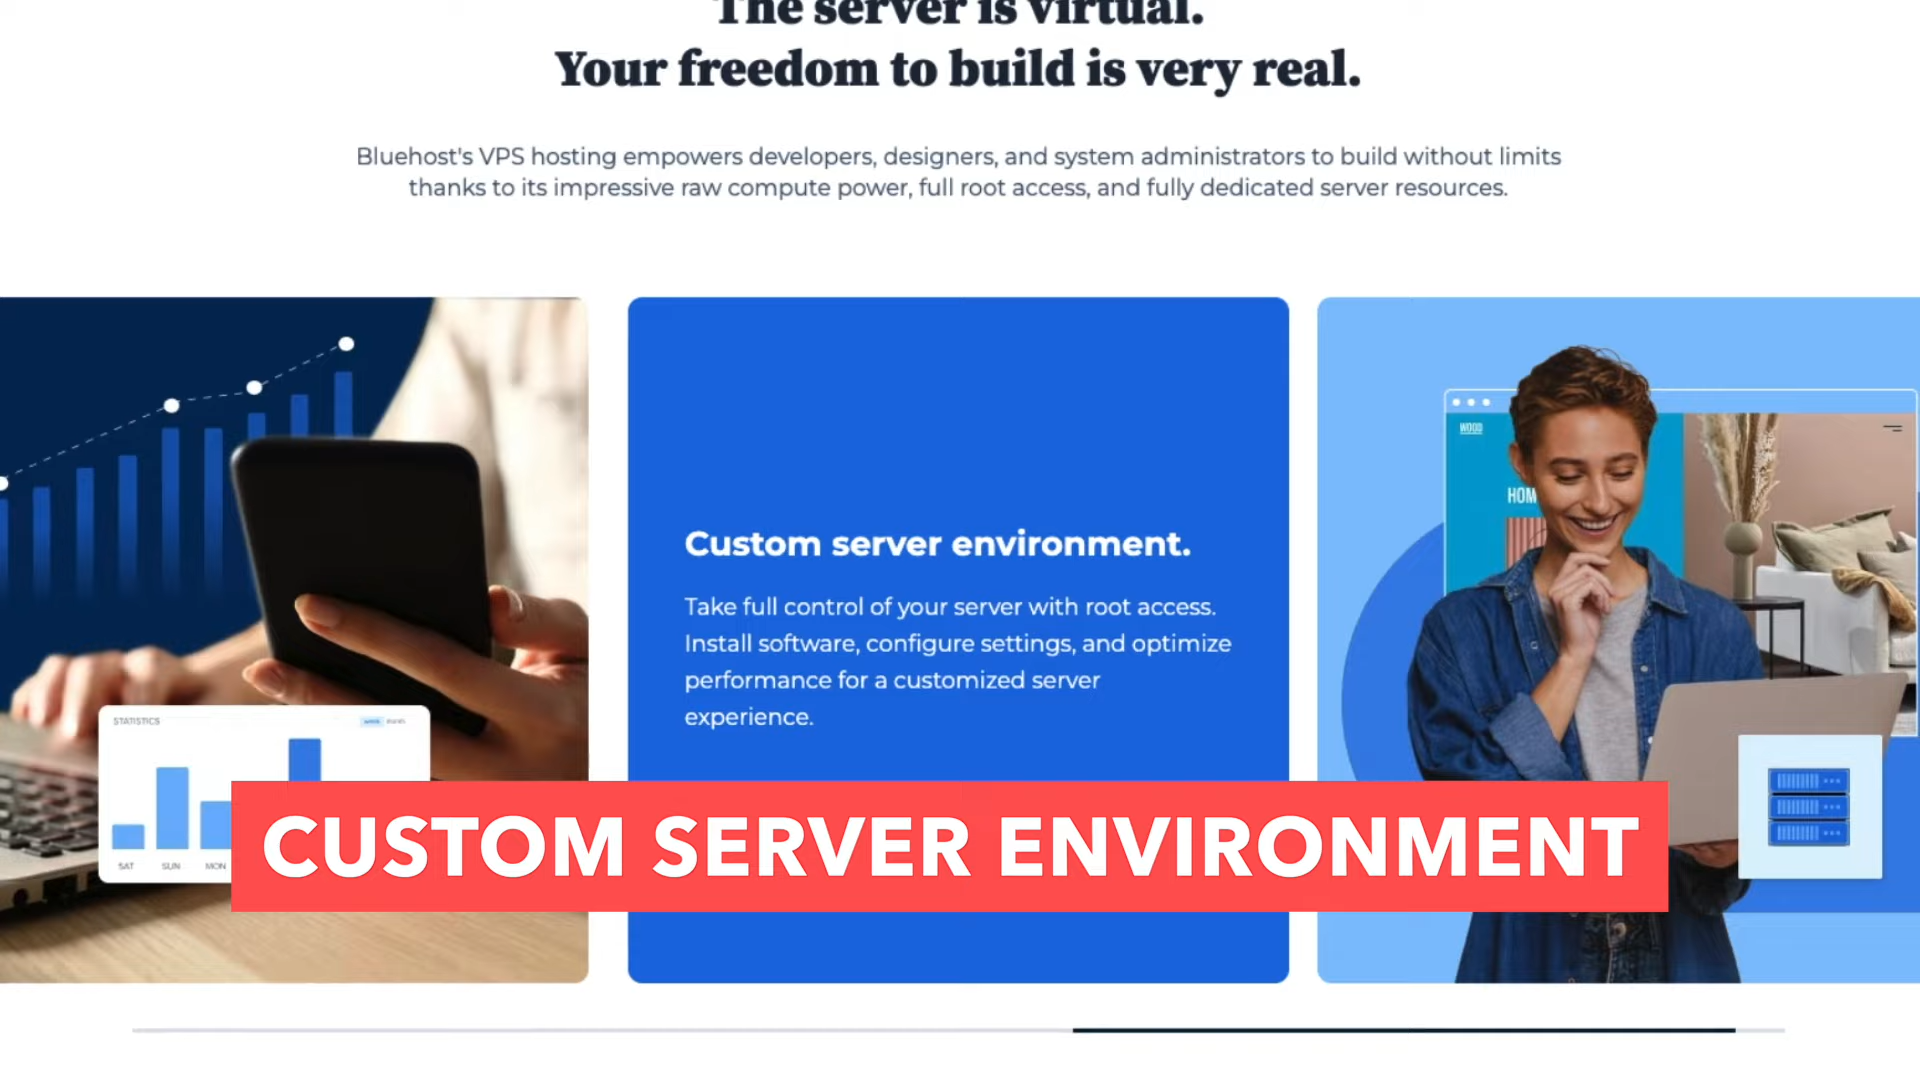 The server is virtual.
Your freedom to build is very real.
Bluehost's VPS hosting empowers developers, designers, and system administrators to build without limits
thanks to its impressive raw compute power, full root access, and fully dedicated server resources.
WOOD
HOM
Custom server environment.
Take full control of your server with root access.
Install software, configure settings, and optimize
performance for a customized server
experience.
STATISTICS
CUSTOM SERVER ENVIRONMENT
SAT SUN MON